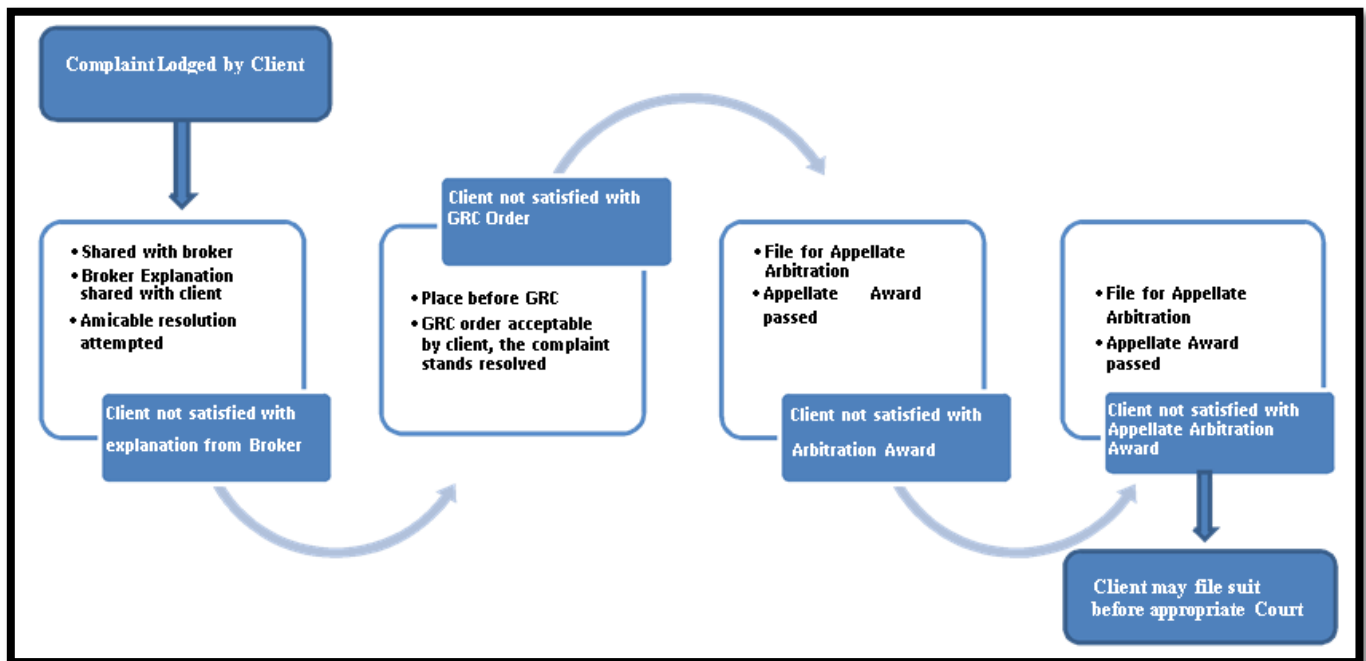 Complaint Lodged by Client
• Shared with broker
• Broker Explanation
shared with client
• Amicable resolution
attempted
Client not satisfied with
explanation from Broker
Client not satisfied with
GRC Order
• Place before GRC
• GRC order acceptable
by client, the complaint
stands resolved
• File for Appellate
Arbitration
• Appellate Award
passed
Client not satisfied with
Arbitration Award
• File for Appellate
Arbitration
• Appellate Award
passed
Client not satisfied with
Appellate Arbitration
Award
Client may file suit
before appropriate Court